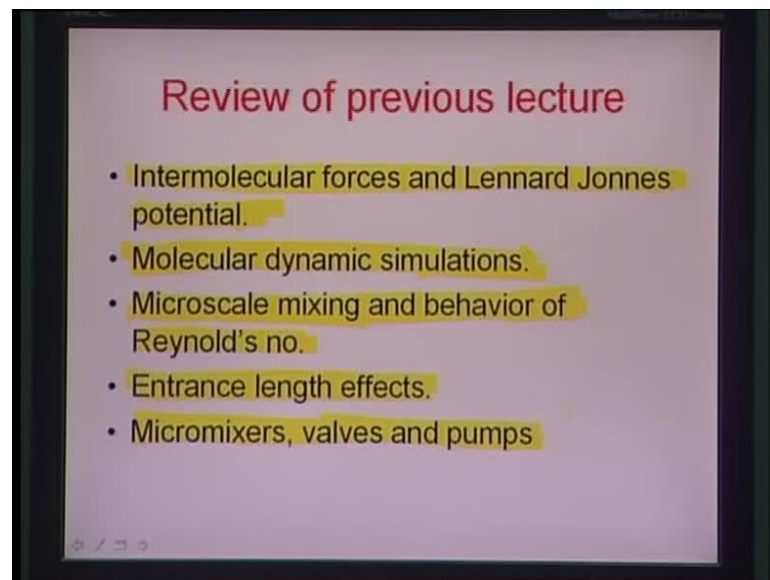 Review of previous lecture
• Intermolecular forces and Lennard Jonnes
potential.
• Molecular dynamic simulations.
• Microscale mixing and behavior of
Reynold's no.
• Entrance length effects.
• Micromixers, valves and pumps